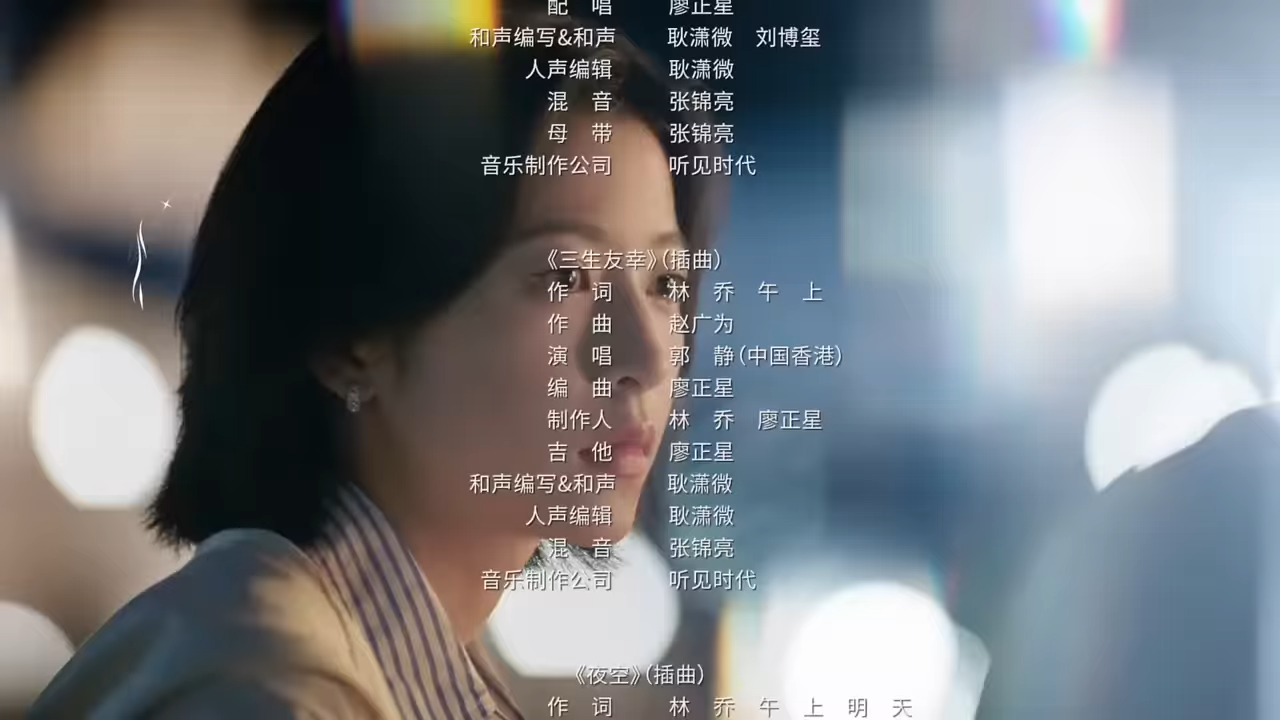 配 唱 廖正星
和声编写&和声 耿潇微 刘博玺
人声编辑 耿潇微
混 音 张锦亮
母 带 张锦亮
音乐制作公司 听见时代
《三生友幸》(插曲)
作 词 林 乔 午 上
作 曲 赵广为
演 唱 郭 静(中国香港)
编 曲 廖正星
制作人 林 乔 廖正星
吉 他 廖正星
和声编写&和声 耿潇微
人声编辑 耿潇微
混 音 张锦亮
音乐制作公司 听见时代
《夜空》(插曲)
作 词 林 乔 午 上 明 天